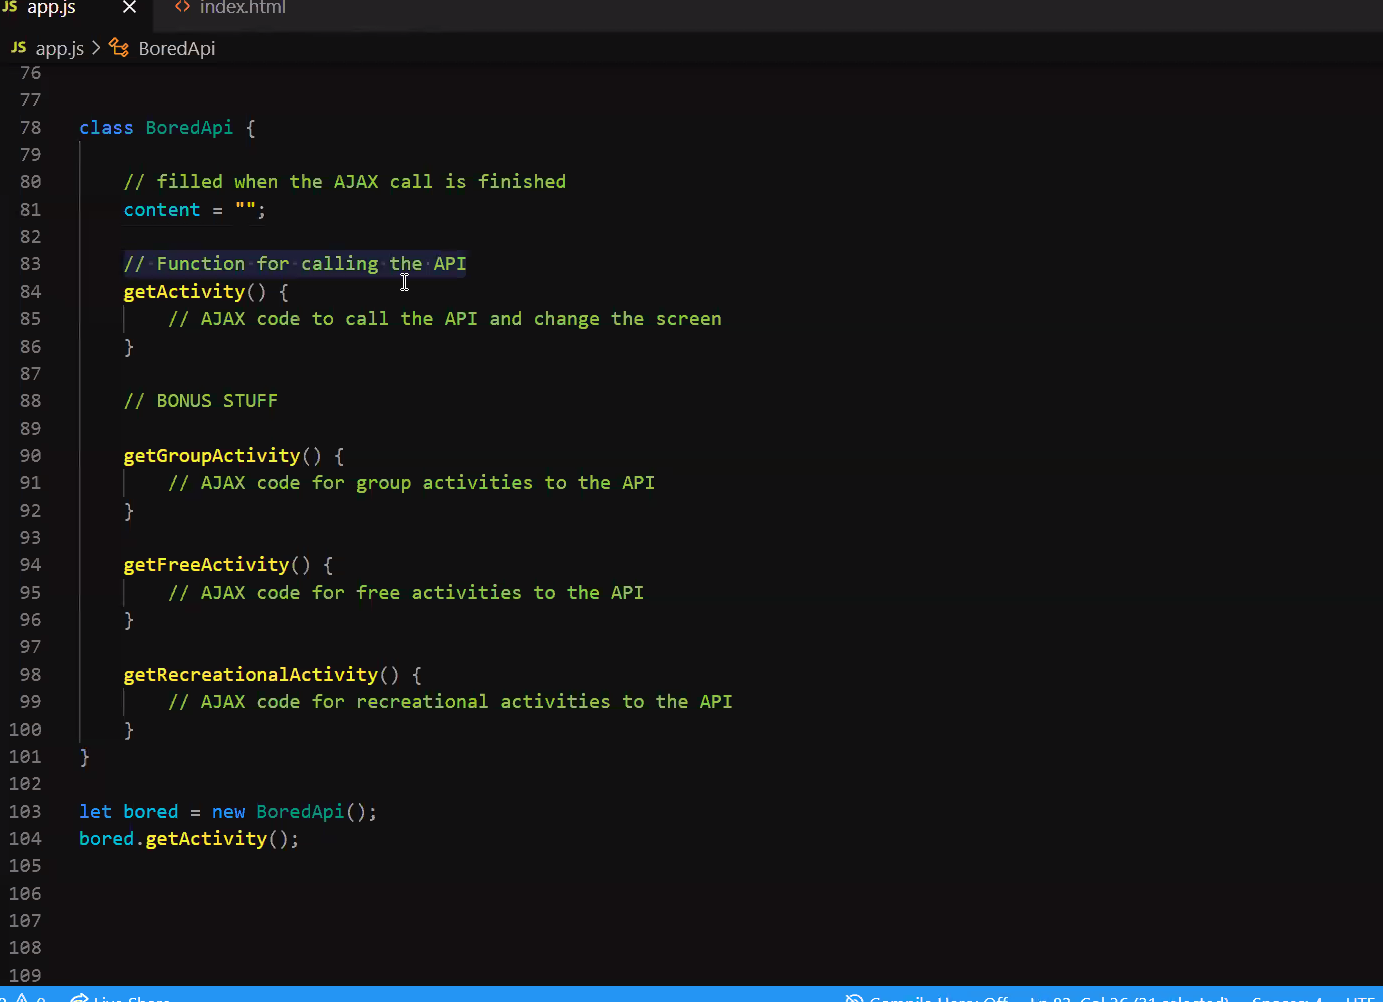 JS app.js × <> index.html
JS app.js > BoredApi
76
77
78 class BoredApi {
79
80 // filled when the AJAX call is finished
81 content = "";
82
83 // Function for calling the API
84 getActivity() {
85 // AJAX code to call the API and change the screen
86 }
87
88 // BONUS STUFF
89
90 getGroupActivity() {
91 // AJAX code for group activities to the API
92 }
93
94 getFreeActivity() {
95 // AJAX code for free activities to the API
96 }
97
98 getRecreationalActivity() {
99 // AJAX code for recreational activities to the API
100 }
101 }
102
103 let bored = new BoredApi();
104 bored.getActivity();
105
106
107
108
109
Live Share Compile Hero: Off Ln 83, Col 36 (31 selected) Spaces: 4 UTF